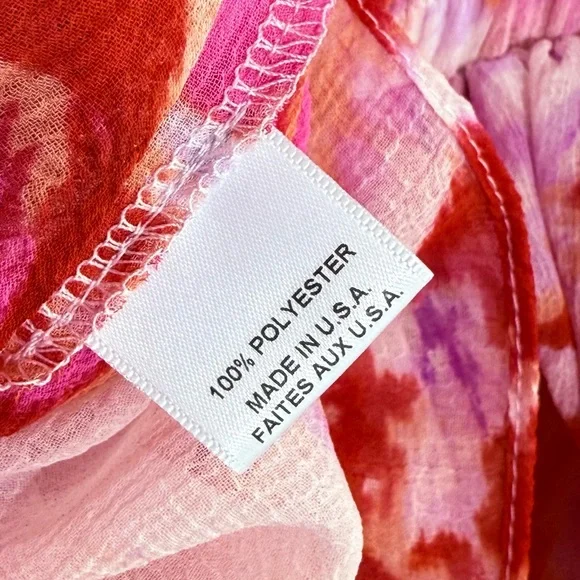 100% POLYESTER
MADE IN U.S.A.
FAITES AUX U.S.A.